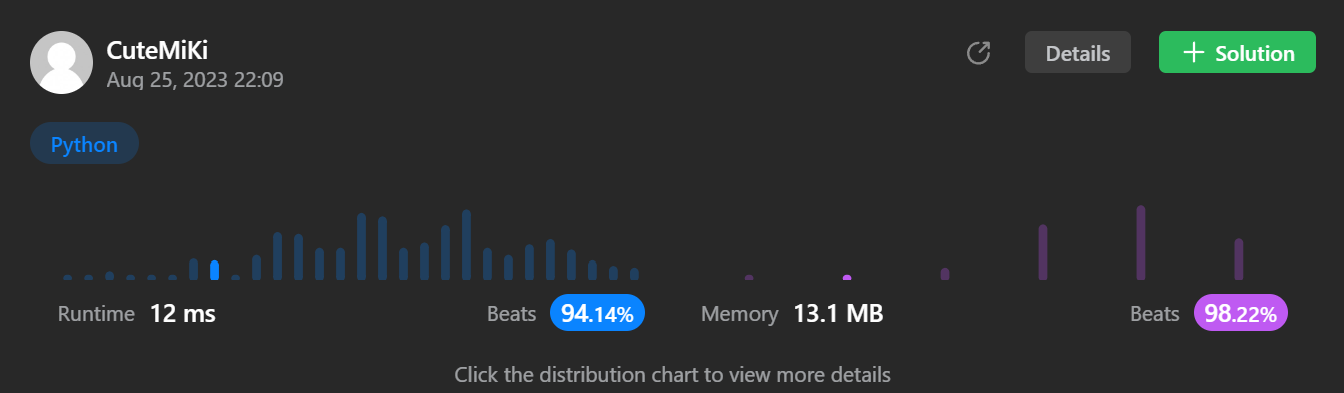 CuteMiKi
Aug 25, 2023 22:09
Details
Solution
Python
Runtime 12 ms Beats 94.14% Memory 13.1 MB Beats 98.22%
Click the distribution chart to view more details